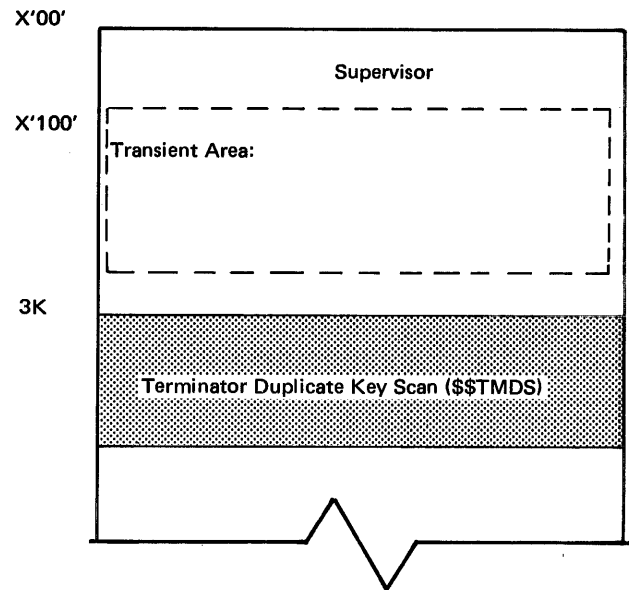 X'00'
Supervisor
X'100'
Transient Area:
3K
Terminator Duplicate Key Scan ($$TMDS)